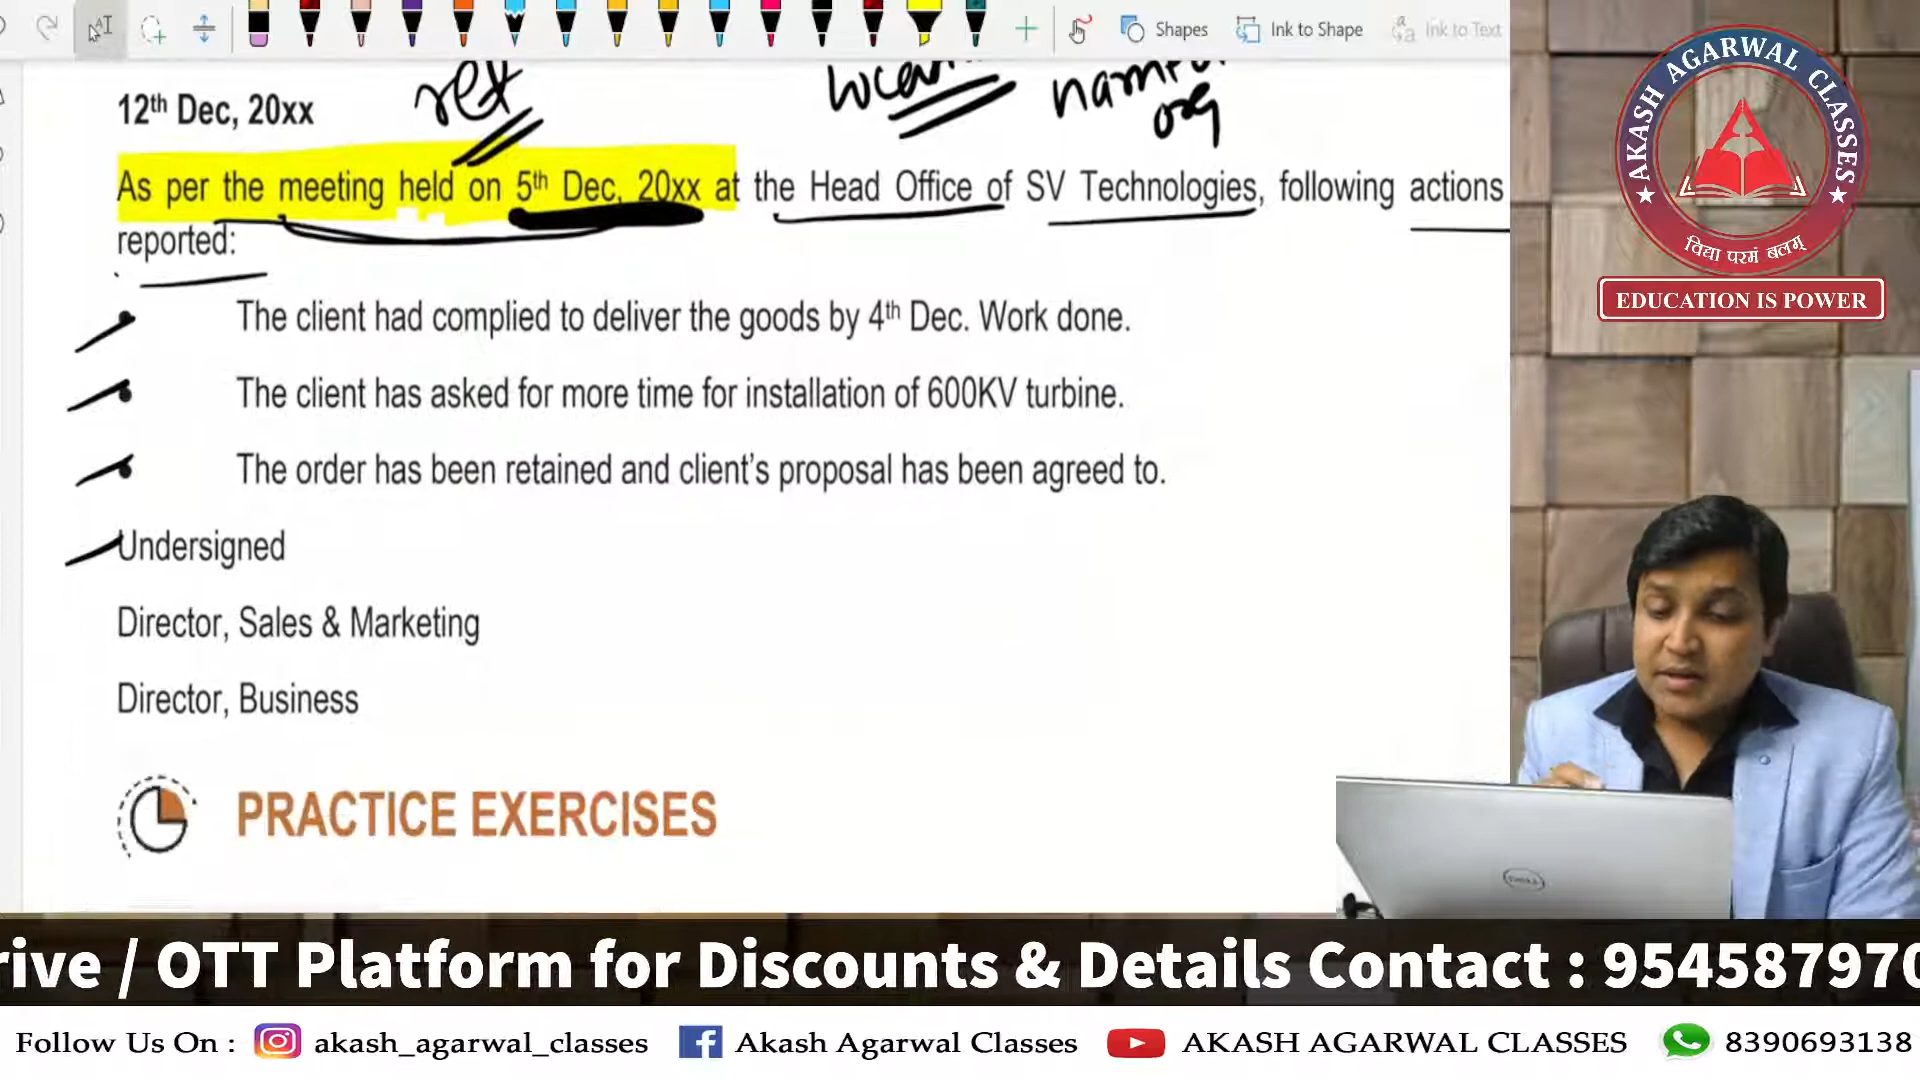 Shapes
Ink to Shape
Ink to Text
12th Dec, 20xx
ref
org
As per the meeting held on 5th Dec, 20xx at the Head Office of SV Technologies, following actions
reported:
The client had complied to deliver the goods by 4th Dec. Work done.
The client has asked for more time for installation of 600KV turbine.
The order has been retained and client's proposal has been agreed to.
Undersigned
Director, Sales & Marketing
Director, Business
PRACTICE EXERCISES
AKASH AGARWAL CLASSES
विद्या परमं बलम्
EDUCATION IS POWER
rive / OTT Platform for Discounts & Details Contact : 954587970
Follow Us On : akash_agarwal_classes Akash Agarwal Classes AKASH AGARWAL CLASSES 8390693138